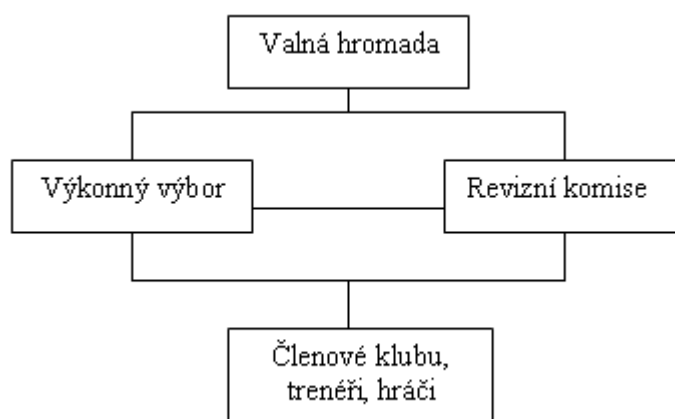 Valná hromada
Výkonný výbor
Revizní komise
Členové klubu,
trenéři, hráči